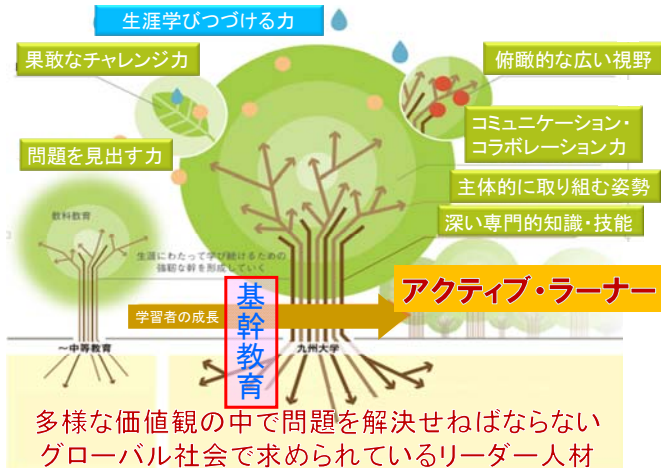 生涯学びつづける力
果敢なチャレンジ力
俯瞰的な広い視野
コミュニケーション・
コラボレーション力
問題を見出す力
主体的に取り組む姿勢
深い専門的知識・技能
教科教育
生涯にわたって学び続けるための
強靭な幹を形成していく
アクティブ・ラーナー
学習者の成長
基幹教育
～中等教育
九州大学
多様な価値観の中で問題を解決せねばならない
グローバル社会で求められているリーダー人材